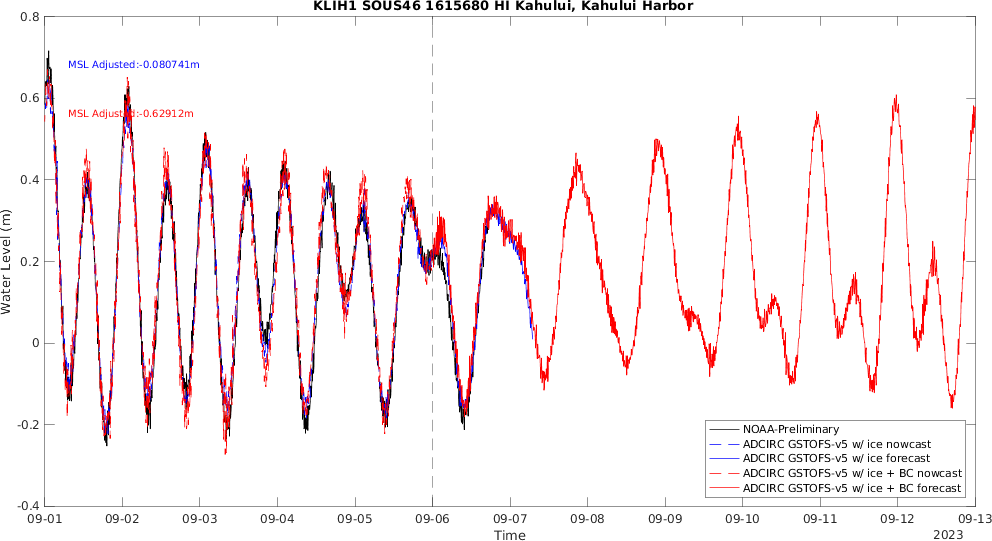 KLIH1 SOUS46 1615680 HI Kahului, Kahului Harbor
0.8
0.6
0.4
0.2
0
-0.2
-0.4
Water Level (m)
MSL Adjusted:-0.080741m
MSL Adjusted:-0.62912m
NOAA-Preliminary
ADCIRC GSTOFS-v5 w/ ice nowcast
ADCIRC GSTOFS-v5 w/ ice forecast
ADCIRC GSTOFS-v5 w/ ice + BC nowcast
ADCIRC GSTOFS-v5 w/ ice + BC forecast
09-01 09-02 09-03 09-04 09-05 09-06 09-07 09-08 09-09 09-10 09-11 09-12 09-13
Time
2023